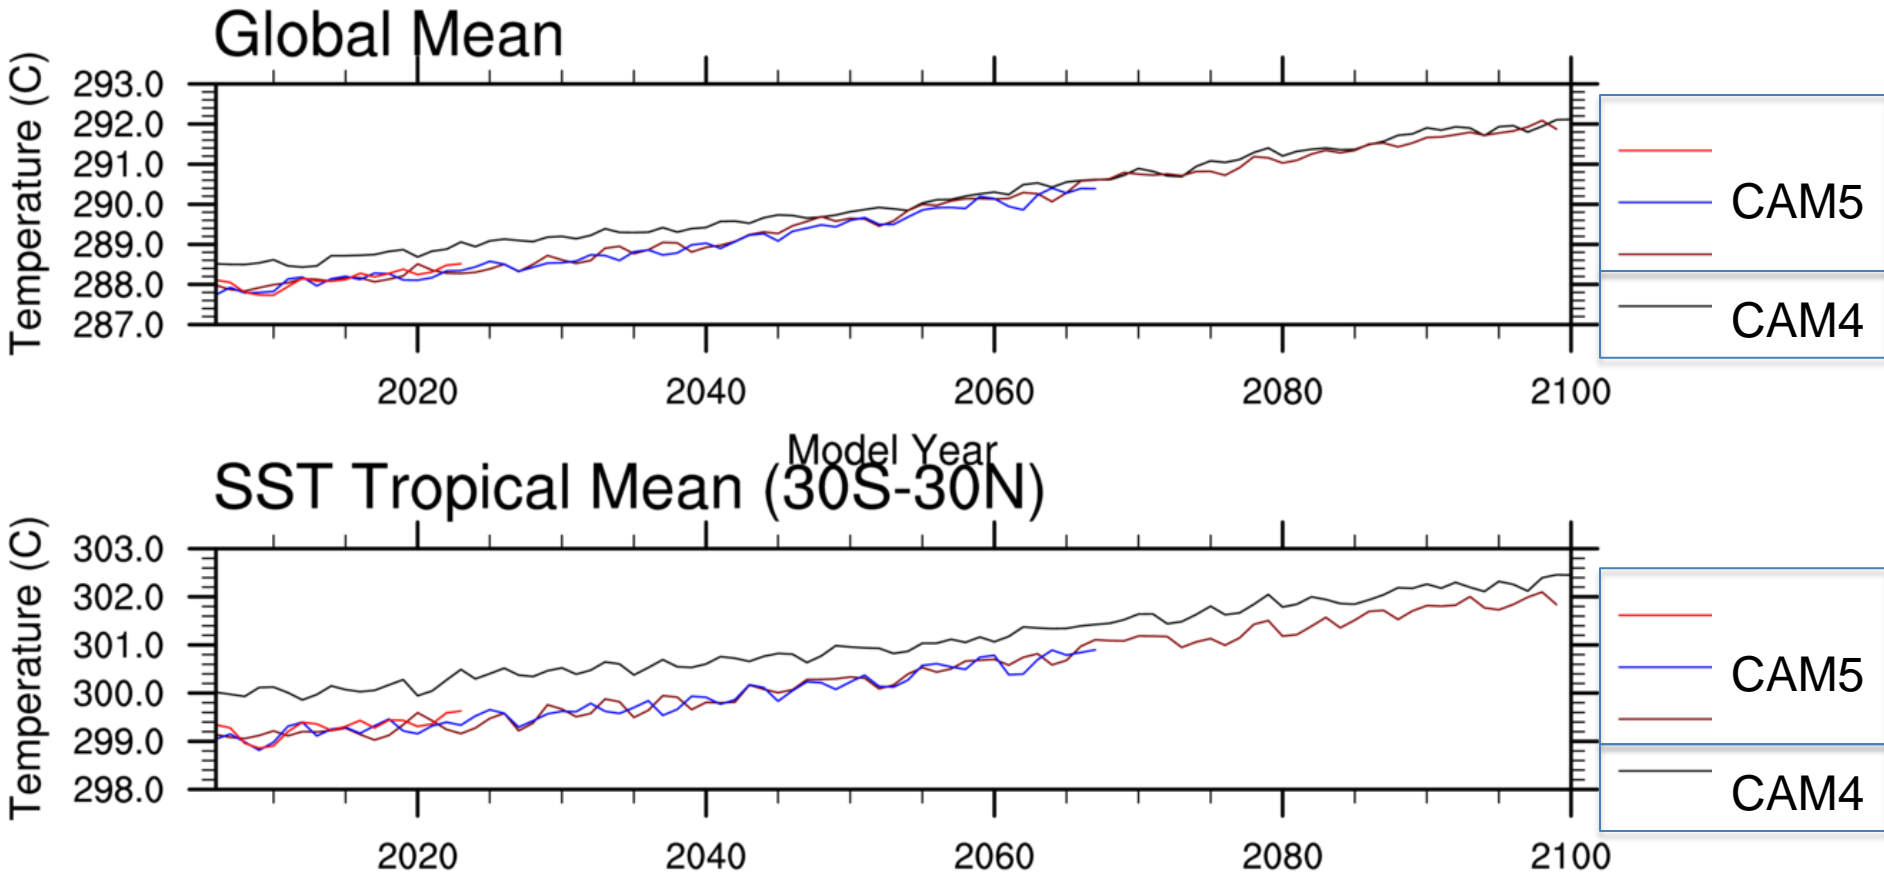 Global Mean
Temperature (C)
293.0
292.0
291.0
290.0
289.0
288.0
287.0
2020 2040 2060 2080 2100
Model Year
CAM5
CAM4
SST Tropical Mean (30S-30N)
Temperature (C)
303.0
302.0
301.0
300.0
299.0
298.0
2020 2040 2060 2080 2100
CAM5
CAM4